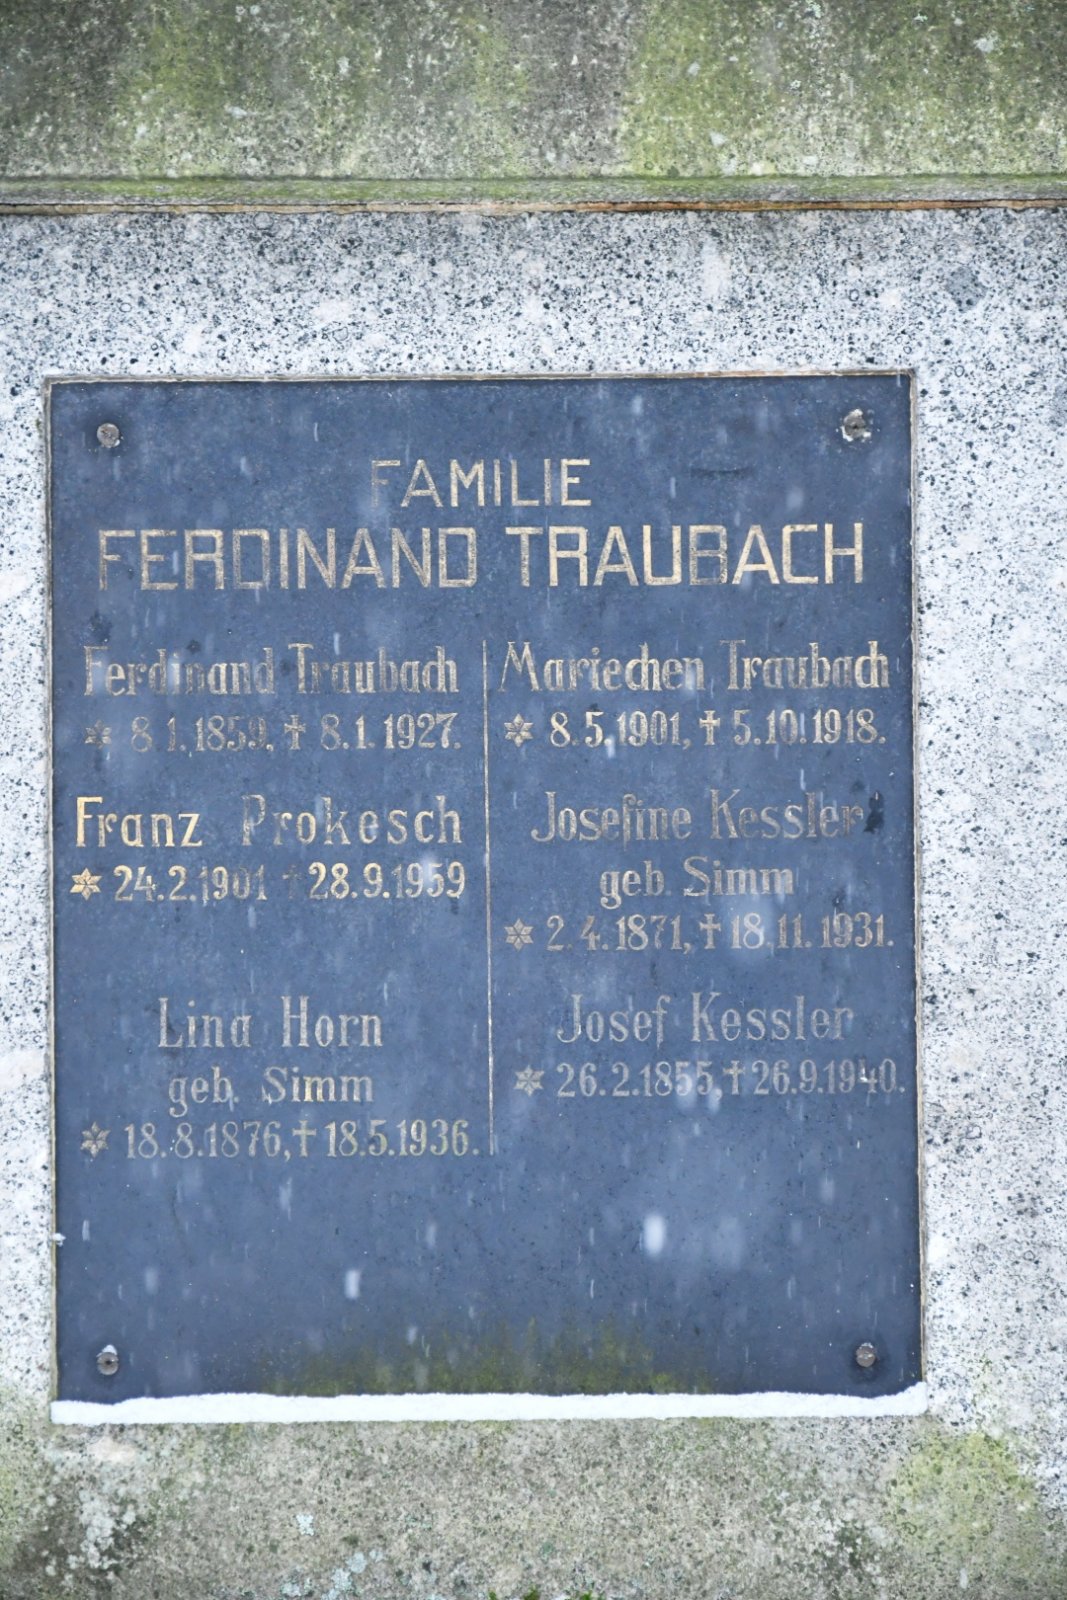 FAMILIE
FERDINAND TRAUBACH
Ferdinand Traubach
✶ 8.1.1859, ✝ 8.1.1927.
Franz Prokesch
✶ 24.2.1901 ✝ 28.9.1959
Lina Horn
geb. Simm
✶ 18.8.1876, ✝ 18.5.1936.
Mariechen Traubach
✶ 8.5.1901, ✝ 5.10.1918.
Josefine Kessler
geb. Simm
✶ 2.4.1871, ✝ 18.11.1931.
Josef Kessler
✶ 26.2.1855, ✝ 26.9.1940.